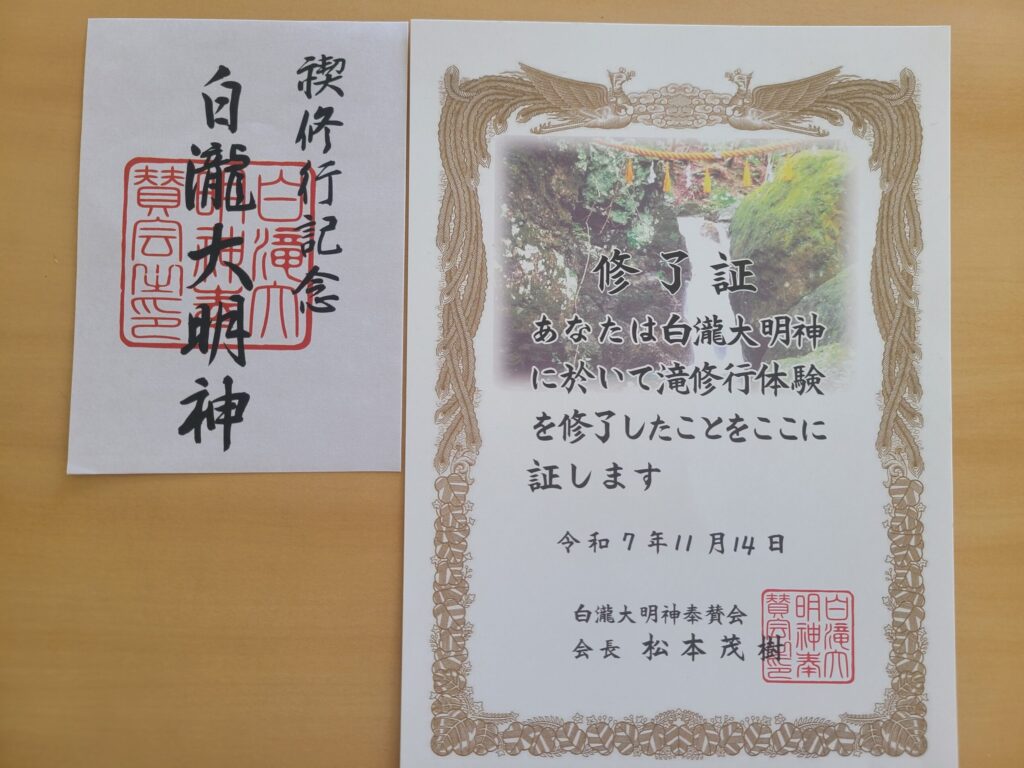 禊修行記念
白瀧大明神
白滝大
明神奉
賛会之印
修了証
あなたは白瀧大明神
に於いて滝修行体験
を修了したことをここに
証します
令和7年11月14日
白瀧大明神奉賛会
会長 松本茂樹
白滝大
明神奉
賛会之印